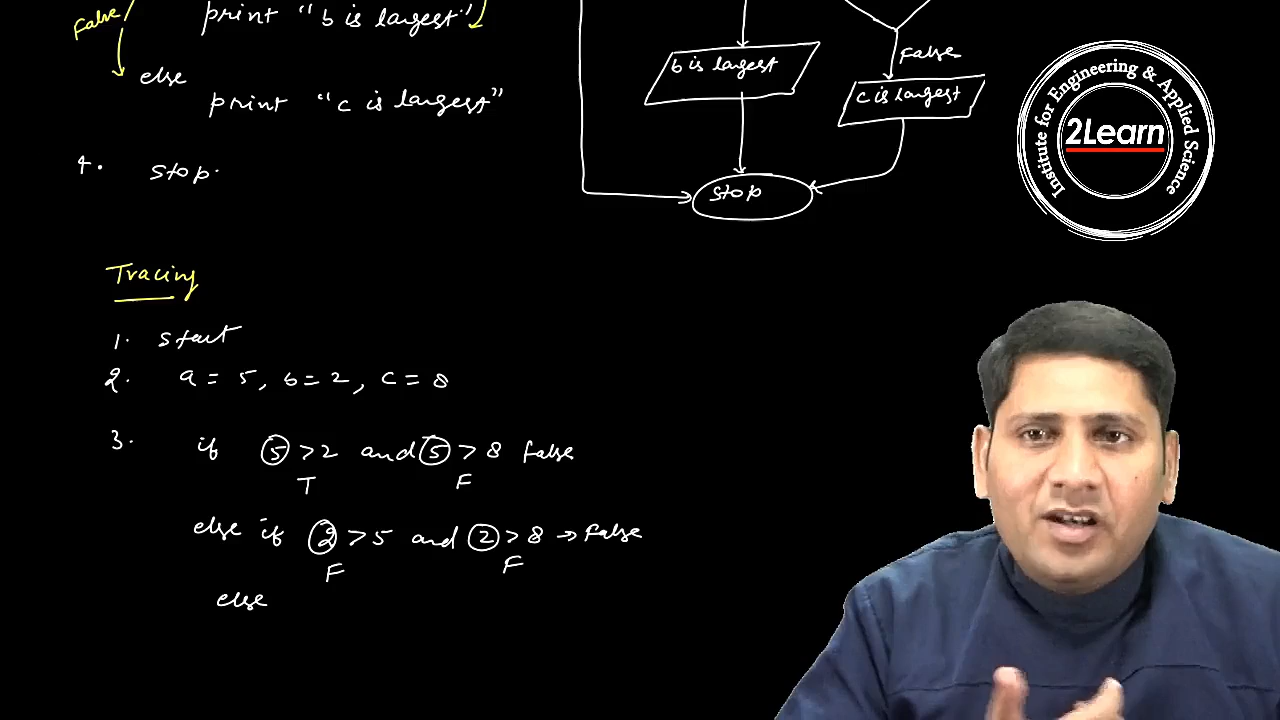 False
print "b is largest"
else
print "c is largest"
4. stop.
b is largest
False
c is largest
stop
Institute for Engineering & Applied Science
2Learn
Tracing
1. start
2. a = 5, b = 2, c = 8
3. if 5 > 2 and 5 > 8 false
T F
else if 2 > 5 and 2 > 8 → false
F F
else